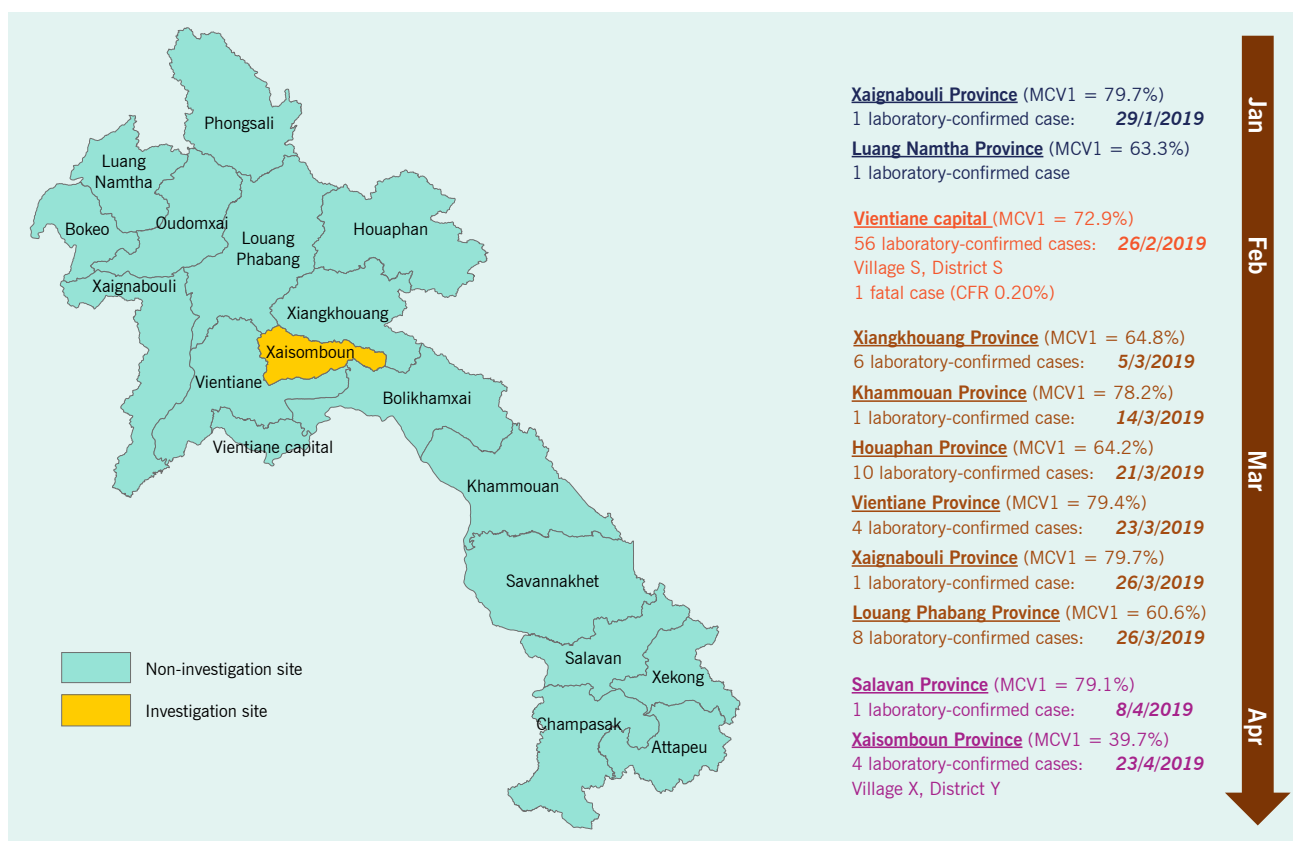 Phongsali
Luang
Namtha
Bokeo
Oudomxai
Louang
Phabang
Houaphan
Xaignabouli
Xiangkhouang
Xaisomboun
Vientiane
Bolikhamxai
Vientiane capital
Khammouan
Savannakhet
Salavan
Xekong
Champasak
Attapeu
Non-investigation site
Investigation site
Xaignabouli Province (MCV1 = 79.7%)
1 laboratory-confirmed case: 29/1/2019
Luang Namtha Province (MCV1 = 63.3%)
1 laboratory-confirmed case
Vientiane capital (MCV1 = 72.9%)
56 laboratory-confirmed cases: 26/2/2019
Village S, District S
1 fatal case (CFR 0.20%)
Xiangkhouang Province (MCV1 = 64.8%)
6 laboratory-confirmed cases: 5/3/2019
Khammouan Province (MCV1 = 78.2%)
1 laboratory-confirmed case: 14/3/2019
Houaphan Province (MCV1 = 64.2%)
10 laboratory-confirmed cases: 21/3/2019
Vientiane Province (MCV1 = 79.4%)
4 laboratory-confirmed cases: 23/3/2019
Xaignabouli Province (MCV1 = 79.7%)
1 laboratory-confirmed case: 26/3/2019
Louang Phabang Province (MCV1 = 60.6%)
8 laboratory-confirmed cases: 26/3/2019
Salavan Province (MCV1 = 79.1%)
1 laboratory-confirmed case: 8/4/2019
Xaisomboun Province (MCV1 = 39.7%)
4 laboratory-confirmed cases: 23/4/2019
Village X, District Y
Jan
Feb
Mar
Apr